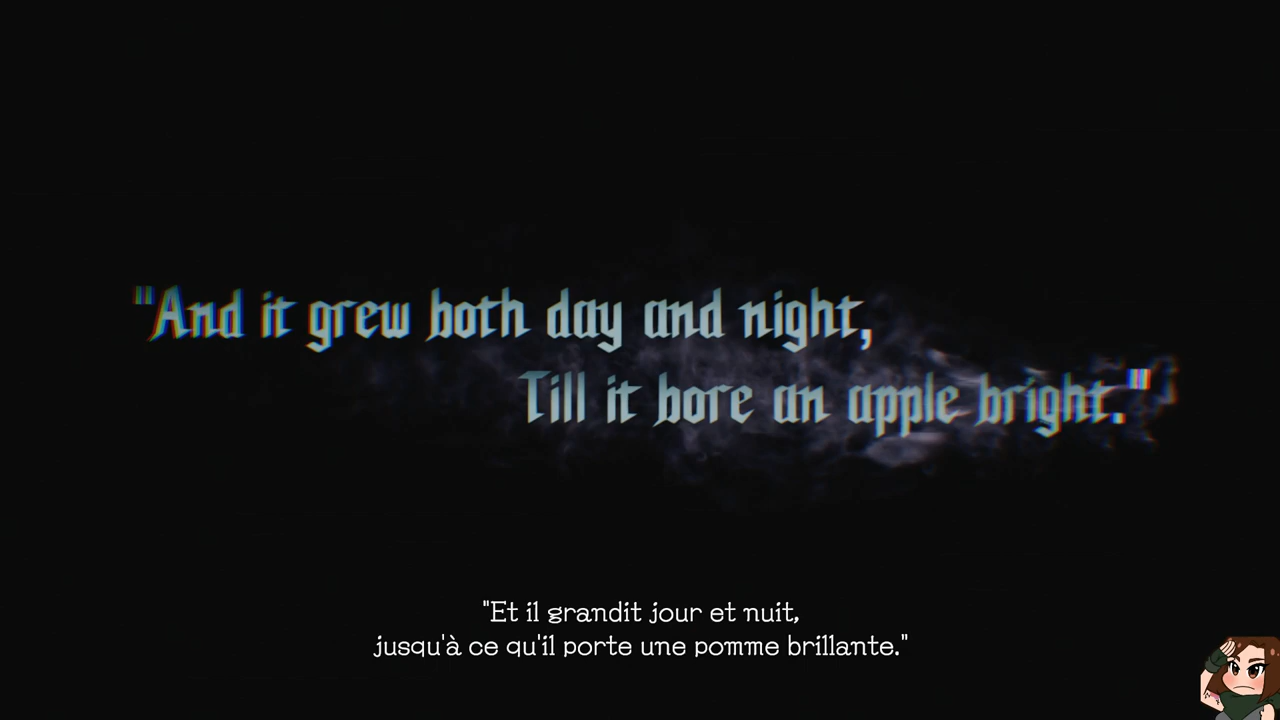 "And it grew both day and night,
Till it bore an apple bright."
"Et il grandit jour et nuit,
jusqu'à ce qu'il porte une pomme brillante."